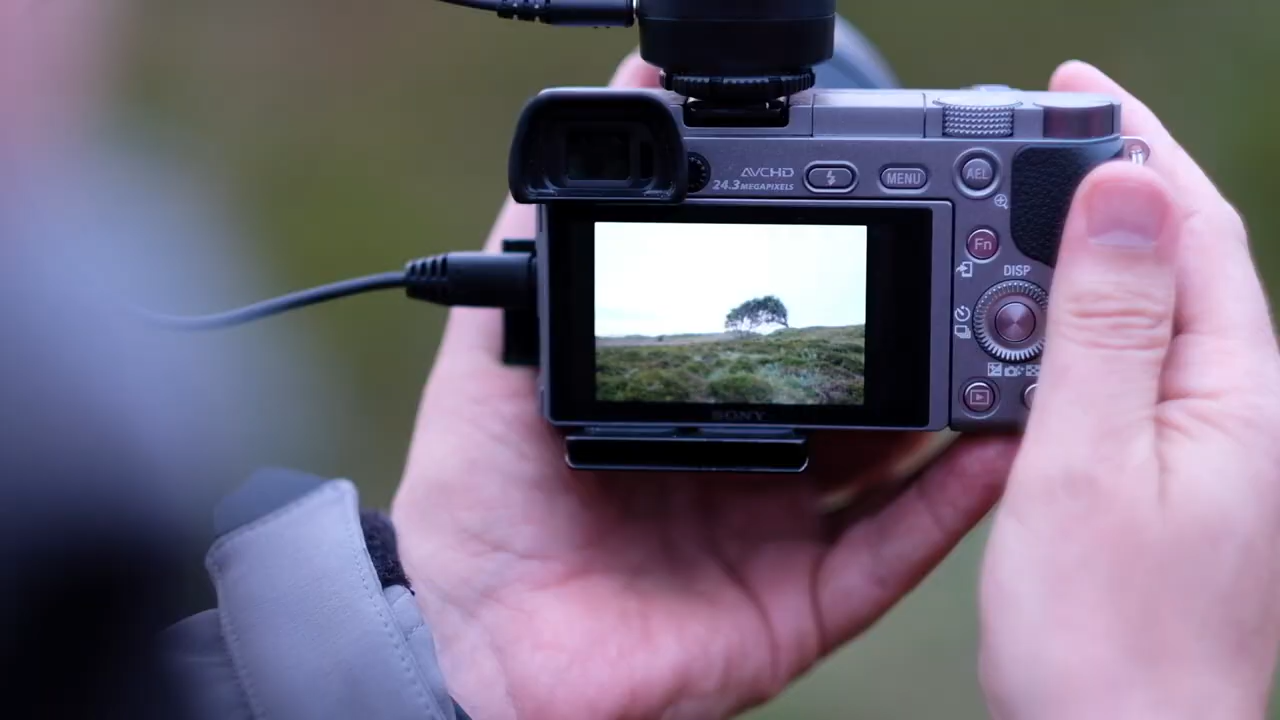 AVCHD
24.3 MEGAPIXELS
MENU
AEL
Fn
DISP
SONY